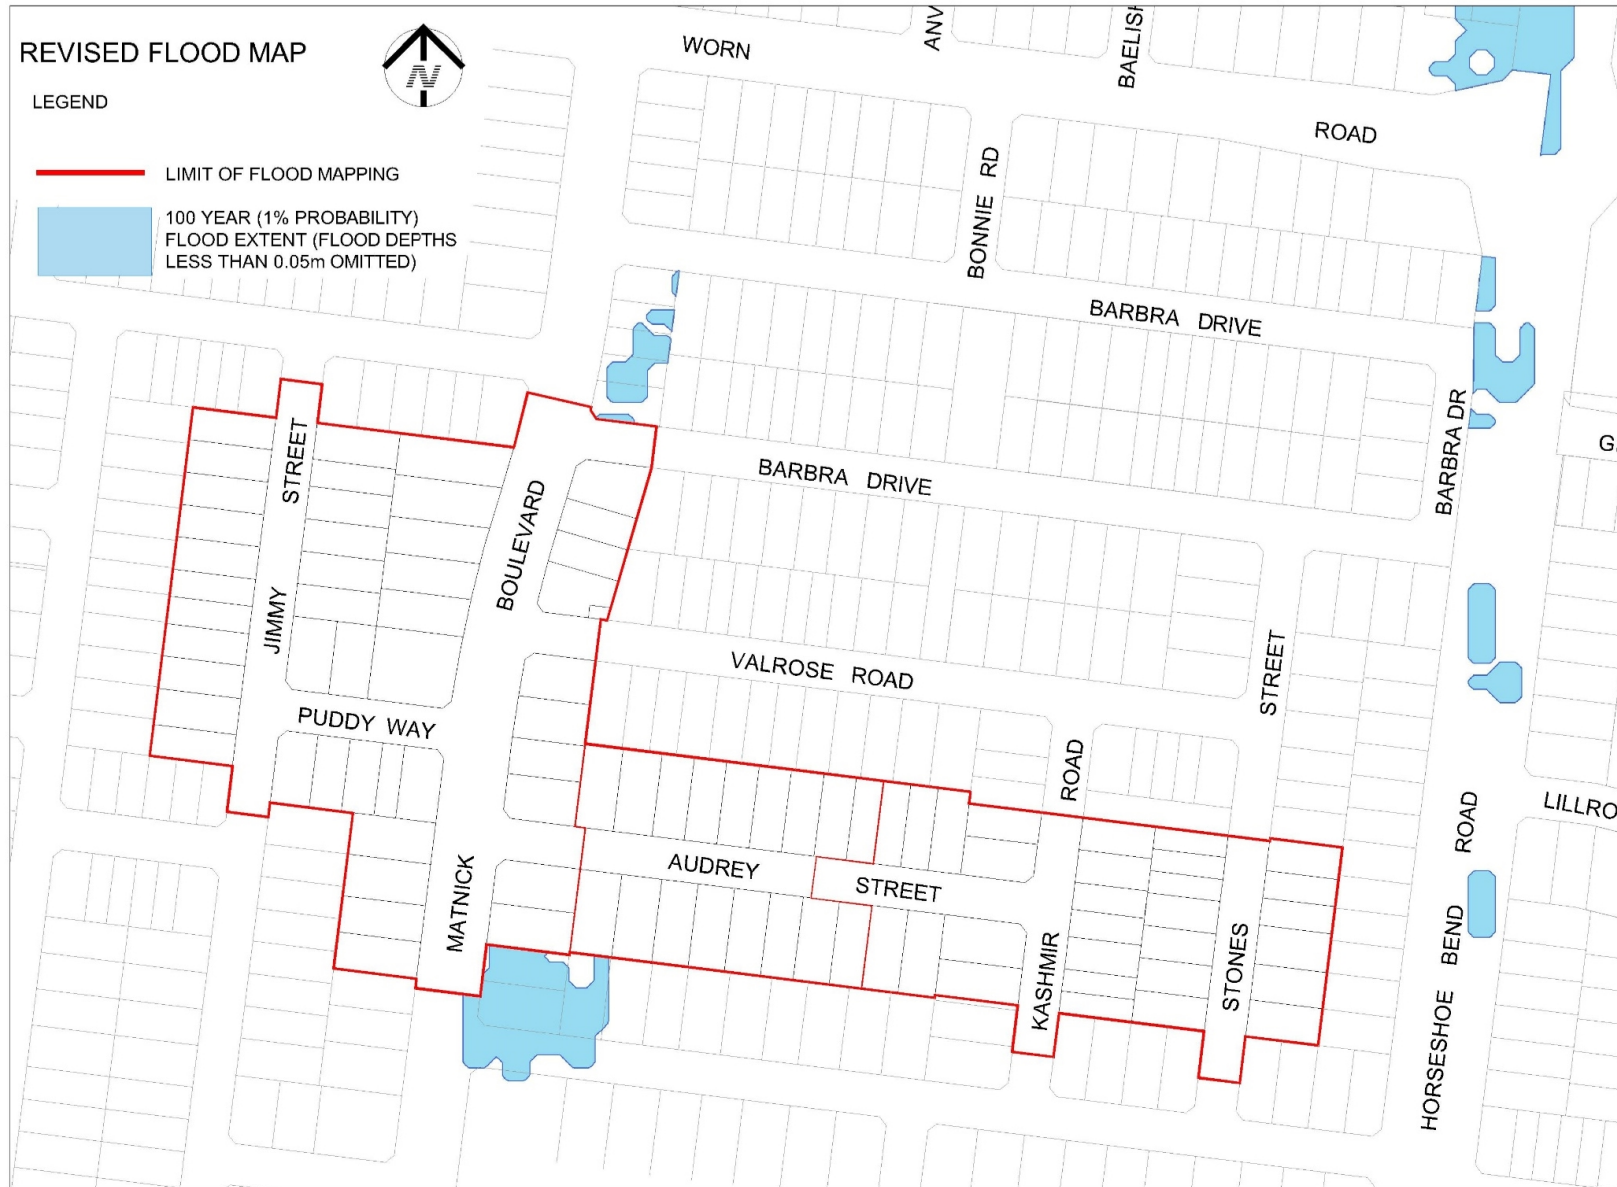 REVISED FLOOD MAP
N
LEGEND
LIMIT OF FLOOD MAPPING
100 YEAR (1% PROBABILITY)
FLOOD EXTENT (FLOOD DEPTHS
LESS THAN 0.05m OMITTED)
WORN
ROAD
ANV
BAELISH
BONNIE RD
BARBRA DRIVE
BARBRA DR
G
BARBRA DRIVE
JIMMY STREET
MATNICK BOULEVARD
PUDDY WAY
VALROSE ROAD
STONES STREET
KASHMIR ROAD
AUDREY STREET
HORSESHOE BEND ROAD
LILLRO